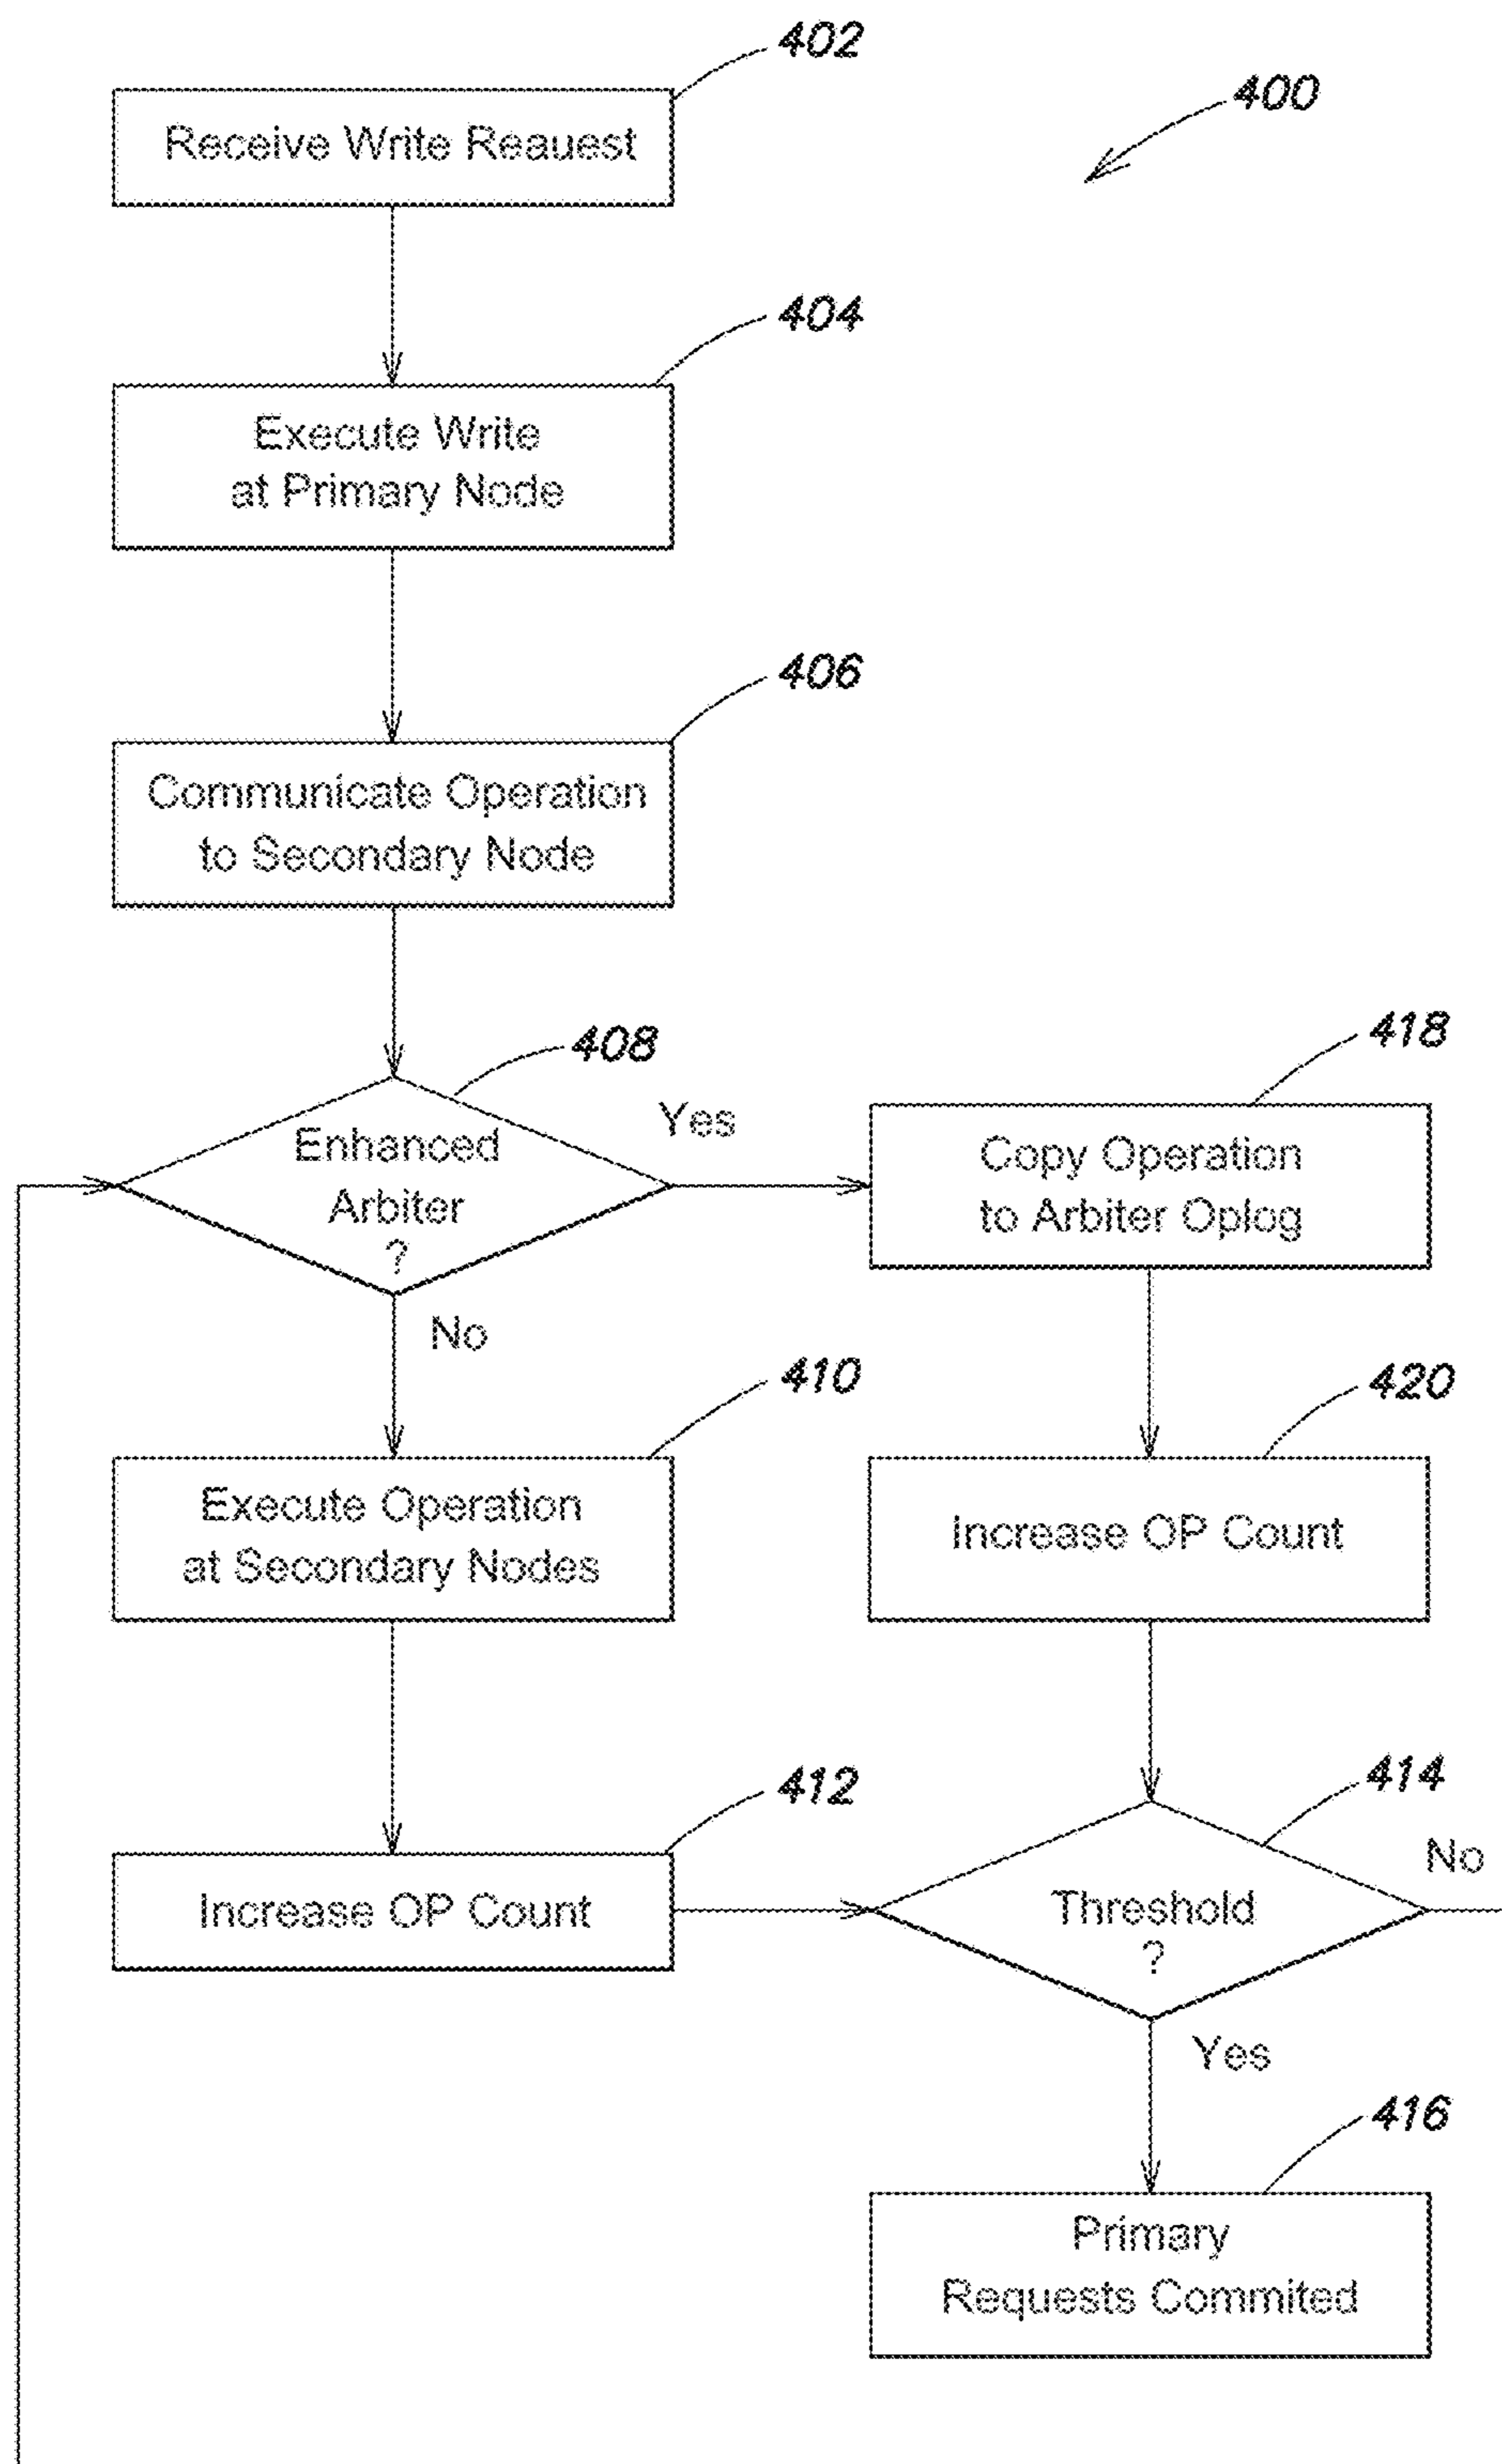 402
400
Receive Write Reauest
404
Execute Write
at Primary Node
406
Communicate Operation
to Secondary Node
408
Enhanced
Arbiter
?
Yes
No
418
Copy Operation
to Arbiter Oplog
410
Execute Operation
at Secondary Nodes
420
Increase OP Count
412
Increase OP Count
414
Threshold
?
No
Yes
416
Primary
Requests Commited